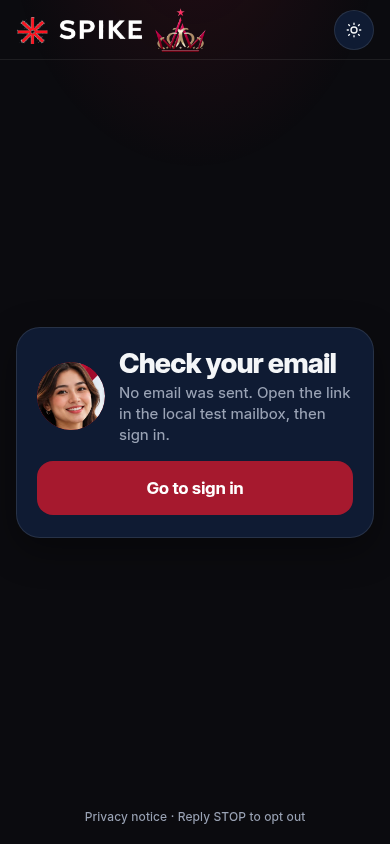 SPIKE
Check your email
No email was sent. Open the link
in the local test mailbox, then
sign in.
Go to sign in
Privacy notice · Reply STOP to opt out